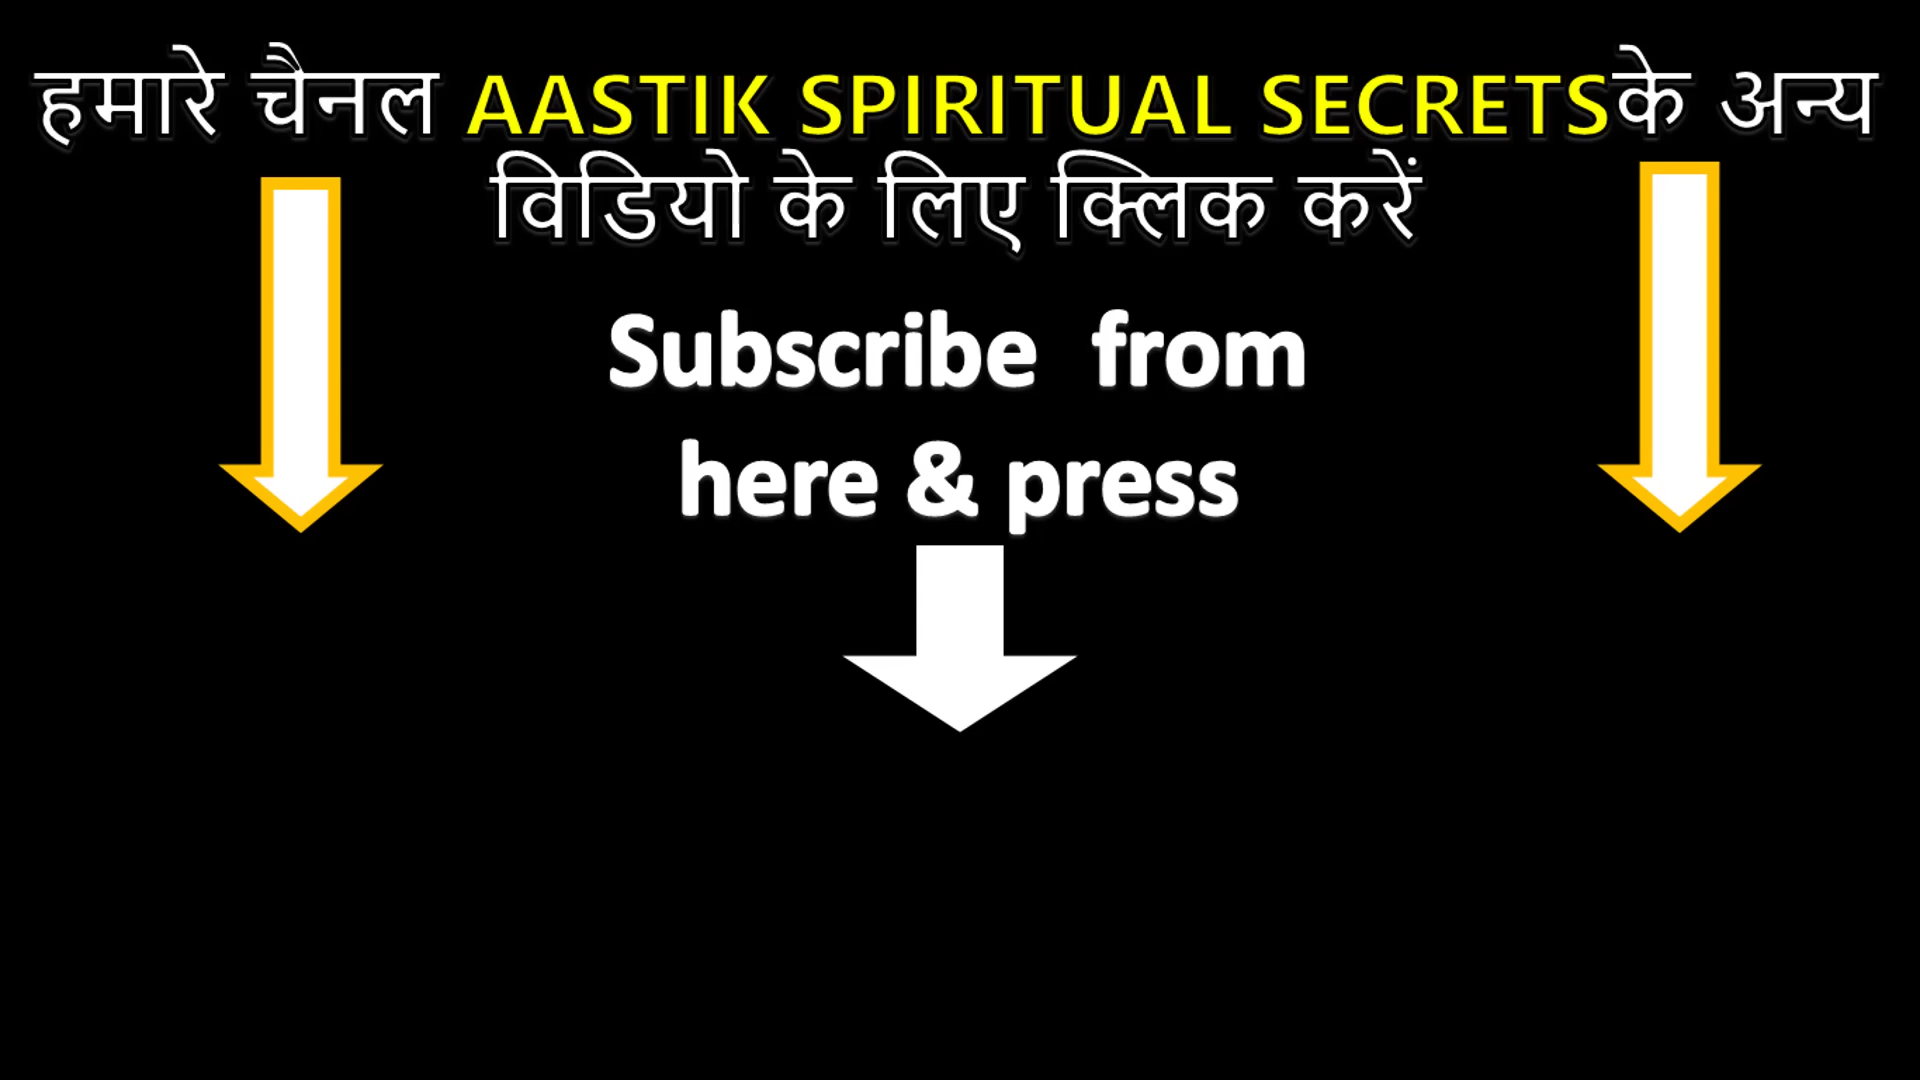 हमारे चैनल AASTIK SPIRITUAL SECRETSके अन्य
विडियो के लिए क्लिक करें
Subscribe from
here & press